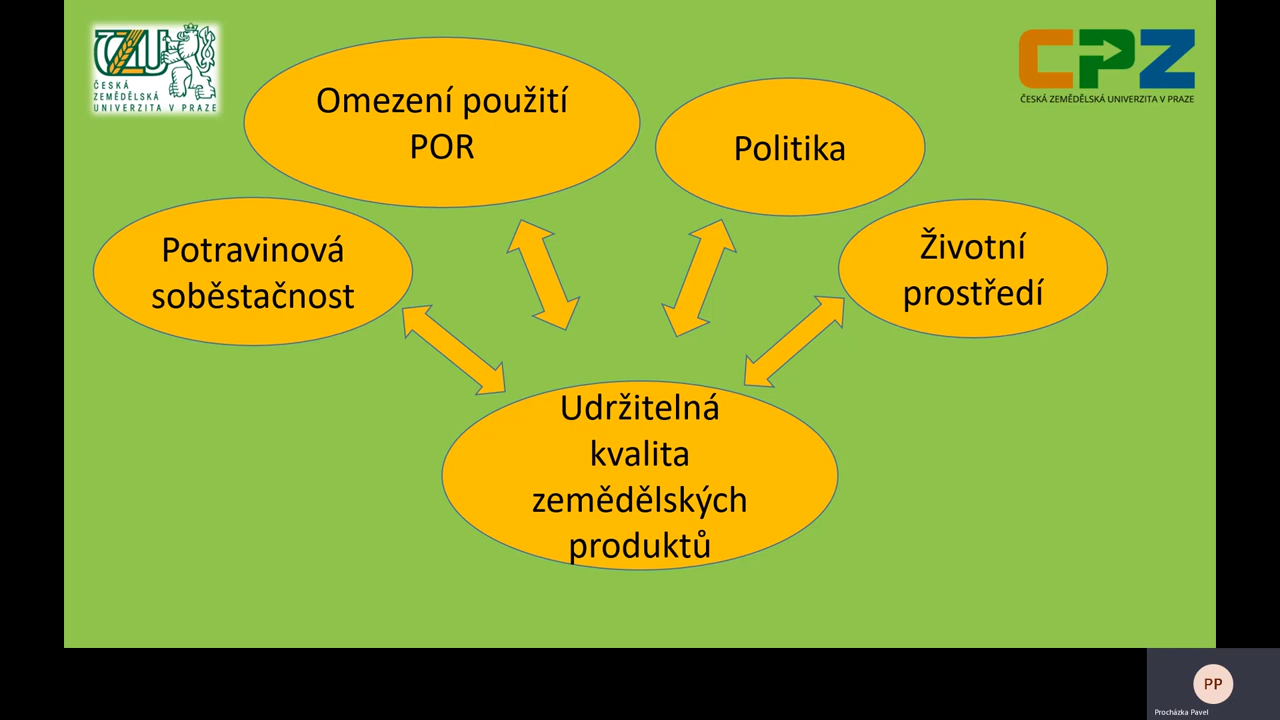 ČZU
ČESKÁ
ZEMĚDĚLSKÁ
UNIVERZITA V PRAZE
CPZ
ČESKÁ ZEMĚDĚLSKÁ UNIVERZITA V PRAZE
Omezení použití
POR
Politika
Potravinová
soběstačnost
Životní
prostředí
Udržitelná
kvalita
zemědělských
produktů
PP
Procházka Pavel